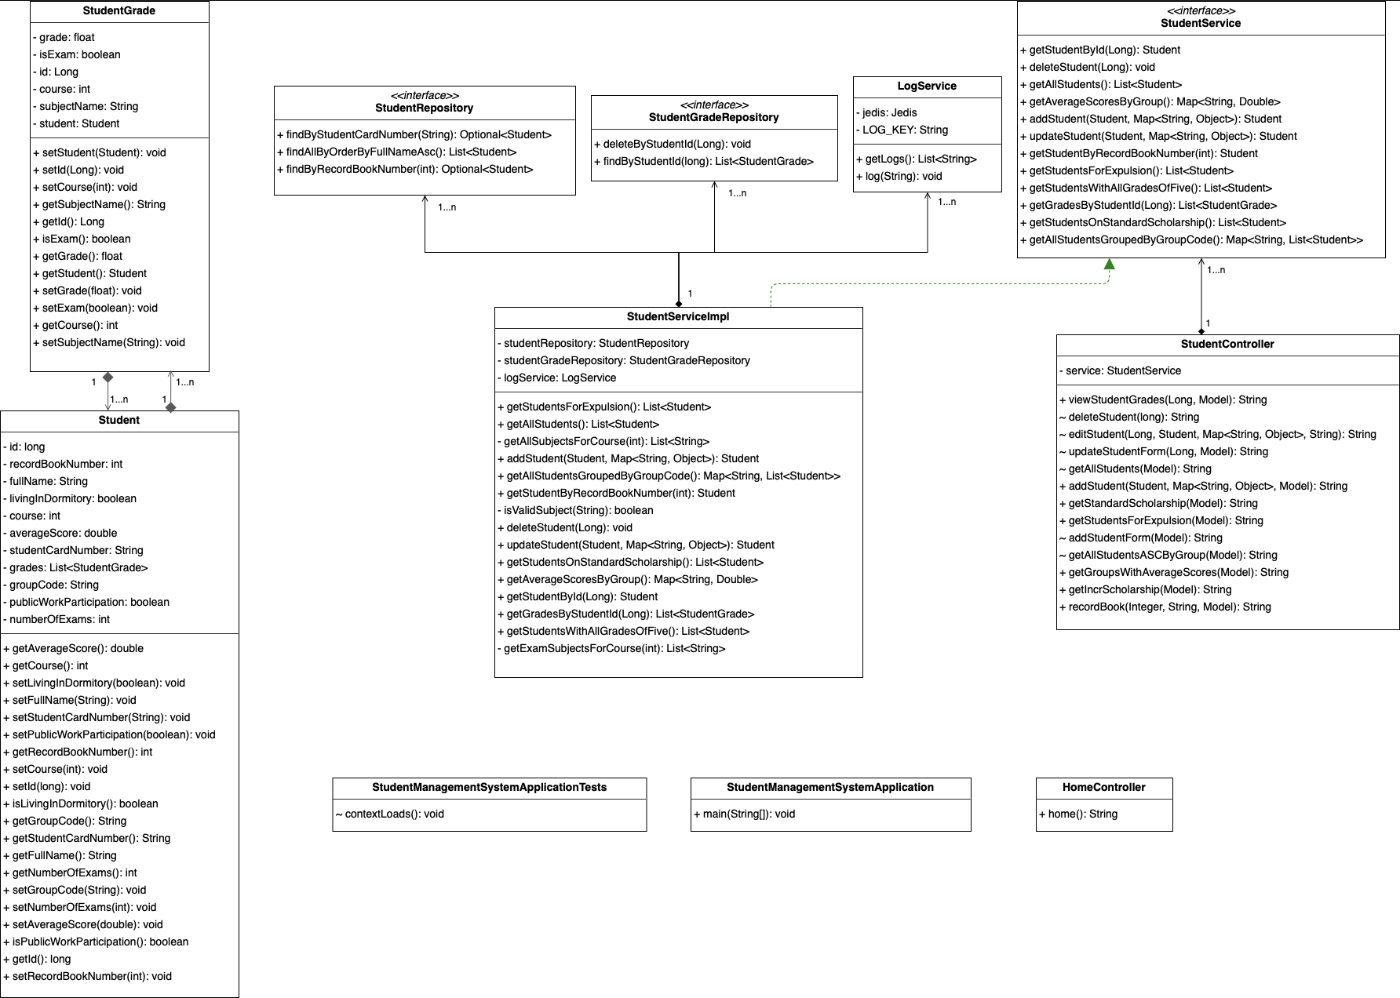 StudentGrade
- grade: float
- isExam: boolean
- id: Long
- course: int
- subjectName: String
- student: Student
+ setStudent(Student): void
+ setId(Long): void
+ setCourse(int): void
+ getSubjectName(): String
+ getId(): Long
+ isExam(): boolean
+ getGrade(): float
+ getStudent(): Student
+ setGrade(float): void
+ setExam(boolean): void
+ getCourse(): int
+ setSubjectName(String): void
1
1...n
1...n
1
Student
- id: long
- recordBookNumber: int
- fullName: String
- livingInDormitory: boolean
- course: int
- averageScore: double
- studentCardNumber: String
- grades: List<StudentGrade>
- groupCode: String
- publicWorkParticipation: boolean
- numberOfExams: int
+ getAverageScore(): double
+ getCourse(): int
+ setLivingInDormitory(boolean): void
+ setFullName(String): void
+ setStudentCardNumber(String): void
+ setPublicWorkParticipation(boolean): void
+ getRecordBookNumber(): int
+ setCourse(int): void
+ setId(long): void
+ isLivingInDormitory(): boolean
+ getGroupCode(): String
+ getStudentCardNumber(): String
+ getFullName(): String
+ getNumberOfExams(): int
+ setGroupCode(String): void
+ setNumberOfExams(int): void
+ setAverageScore(double): void
+ isPublicWorkParticipation(): boolean
+ getId(): long
+ setRecordBookNumber(int): void
<<interface>>
StudentRepository
+ findByStudentCardNumber(String): Optional<Student>
+ findAllByOrderByFullNameAsc(): List<Student>
+ findByRecordBookNumber(int): Optional<Student>
1...n
<<interface>>
StudentGradeRepository
+ deleteByStudentId(Long): void
+ findByStudentId(long): List<StudentGrade>
1...n
LogService
- jedis: Jedis
- LOG_KEY: String
+ getLogs(): List<String>
+ log(String): void
1...n
<<interface>>
StudentService
+ getStudentById(Long): Student
+ deleteStudent(Long): void
+ getAllStudents(): List<Student>
+ getAverageScoresByGroup(): Map<String, Double>
+ addStudent(Student, Map<String, Object>): Student
+ updateStudent(Student, Map<String, Object>): Student
+ getStudentByRecordBookNumber(int): Student
+ getStudentsForExpulsion(): List<Student>
+ getStudentsWithAllGradesOfFive(): List<Student>
+ getGradesByStudentId(Long): List<StudentGrade>
+ getStudentsOnStandardScholarship(): List<Student>
+ getAllStudentsGroupedByGroupCode(): Map<String, List<Student>>
1...n
1
1
StudentServiceImpl
- studentRepository: StudentRepository
- studentGradeRepository: StudentGradeRepository
- logService: LogService
+ getStudentsForExpulsion(): List<Student>
+ getAllStudents(): List<Student>
- getAllSubjectsForCourse(int): List<String>
+ addStudent(Student, Map<String, Object>): Student
+ getAllStudentsGroupedByGroupCode(): Map<String, List<Student>>
+ getStudentByRecordBookNumber(int): Student
- isValidSubject(String): boolean
+ deleteStudent(Long): void
+ updateStudent(Student, Map<String, Object>): Student
+ getStudentsOnStandardScholarship(): List<Student>
+ getAverageScoresByGroup(): Map<String, Double>
+ getStudentById(Long): Student
+ getGradesByStudentId(Long): List<StudentGrade>
+ getStudentsWithAllGradesOfFive(): List<Student>
- getExamSubjectsForCourse(int): List<String>
StudentController
- service: StudentService
+ viewStudentGrades(Long, Model): String
~ deleteStudent(long): String
~ editStudent(Long, Student, Map<String, Object>, String): String
~ updateStudentForm(Long, Model): String
~ getAllStudents(Model): String
+ addStudent(Student, Map<String, Object>, Model): String
+ getStandardScholarship(Model): String
+ getStudentsForExpulsion(Model): String
~ addStudentForm(Model): String
~ getAllStudentsASCByGroup(Model): String
+ getGroupsWithAverageScores(Model): String
+ getIncrScholarship(Model): String
+ recordBook(Integer, String, Model): String
StudentManagementSystemApplicationTests
~ contextLoads(): void
StudentManagementSystemApplication
+ main(String[]): void
HomeController
+ home(): String